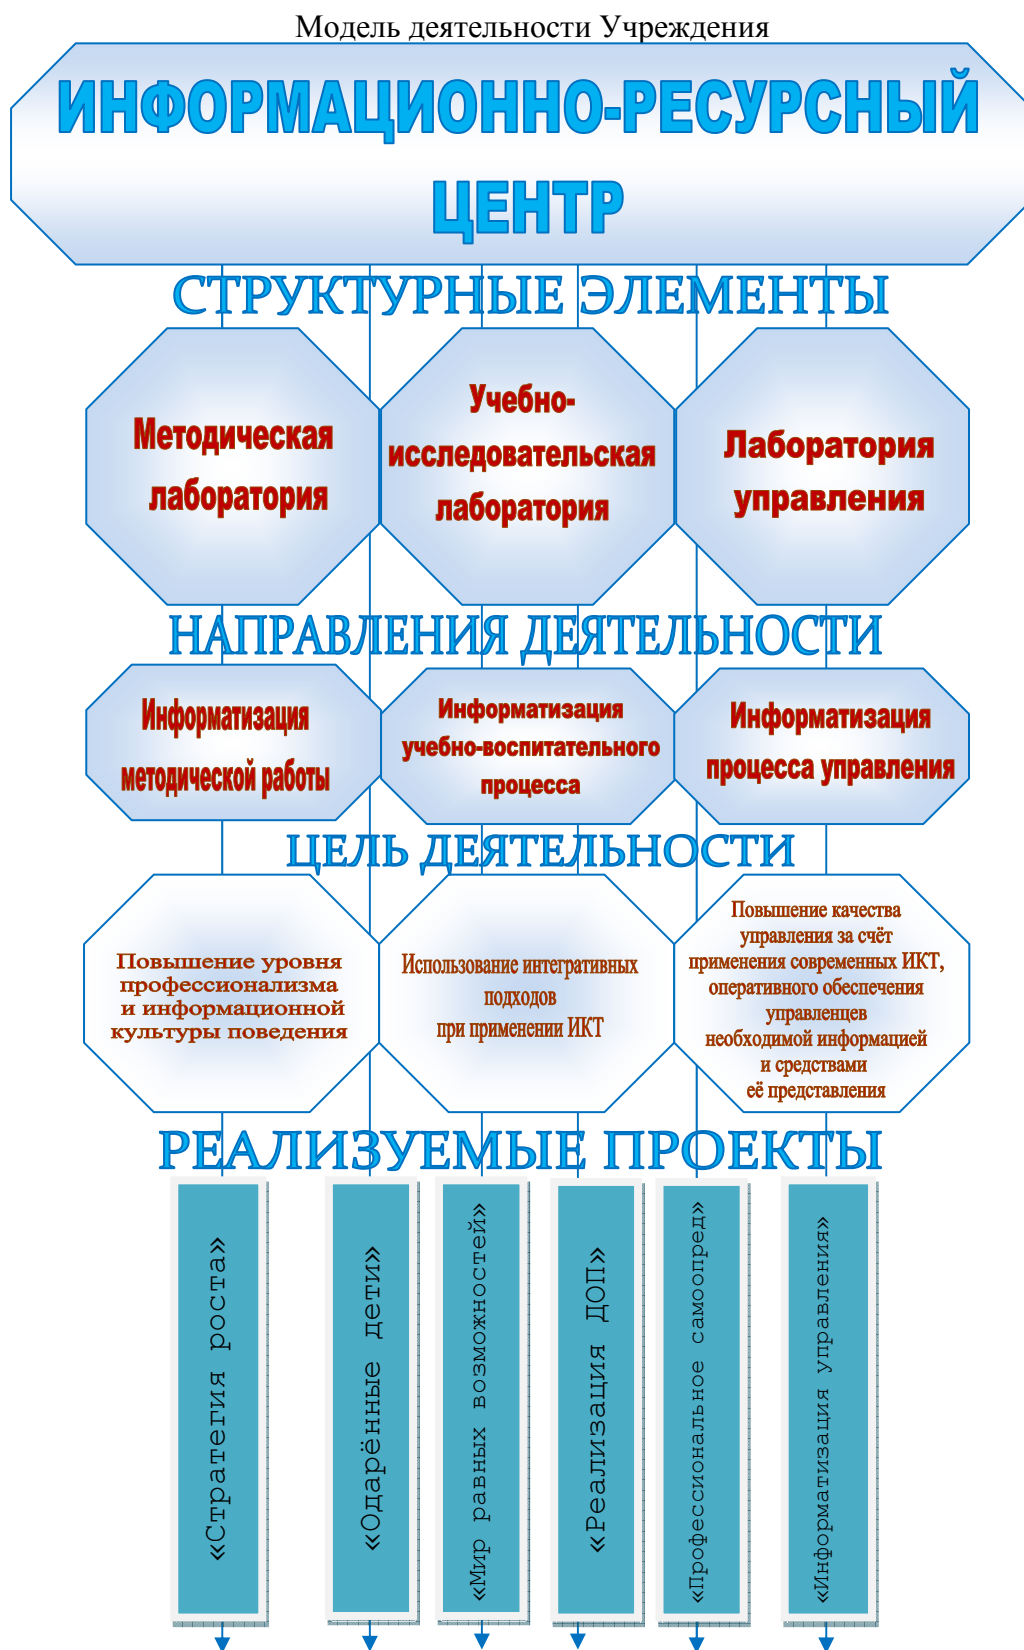 Модель деятельности Учреждения
ИНФОРМАЦИОННО-РЕСУРСНЫЙ
ЦЕНТР
СТРУКТУРНЫЕ ЭЛЕМЕНТЫ
Методическая
лаборатория
Учебно-
исследовательская
лаборатория
Лаборатория
управления
НАПРАВЛЕНИЯ ДЕЯТЕЛЬНОСТИ
Информатизация
методической работы
Информатизация
учебно-воспитательного
процесса
Информатизация
процесса управления
ЦЕЛЬ ДЕЯТЕЛЬНОСТИ
Повышение уровня
профессионализма
и информационной
культуры поведения
Использование интегративных
подходов
при применении ИКТ
Повышение качества
управления за счёт
применения современных ИКТ,
оперативного обеспечения
управленцев
необходимой информацией
и средствами
её представления
РЕАЛИЗУЕМЫЕ ПРОЕКТЫ
«Стратегия роста»
«Одарённые дети»
«Мир равных возможностей»
«Реализация ДОП»
«Профессиональное самоопред»
«Информатизация управления»